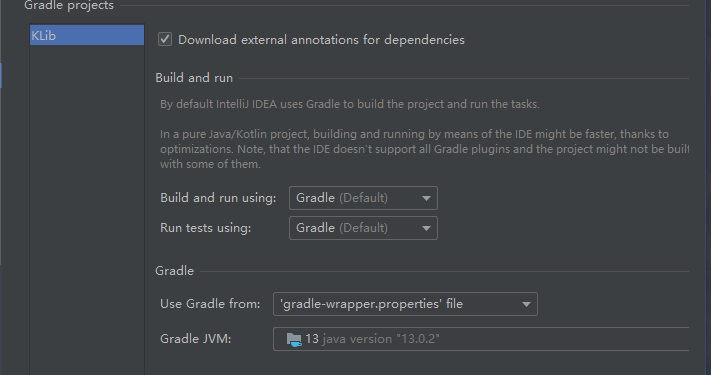 Gradle projects
KLib
Download external annotations for dependencies
Build and run
By default IntelliJ IDEA uses Gradle to build the project and run the tasks.
In a pure Java/Kotlin project, building and running by means of the IDE might be faster, thanks to
optimizations. Note, that the IDE doesn't support all Gradle plugins and the project might not be built
with some of them.
Build and run using: Gradle (Default)
Run tests using: Gradle (Default)
Gradle
Use Gradle from: 'gradle-wrapper.properties' file
Gradle JVM: 13 java version "13.0.2"